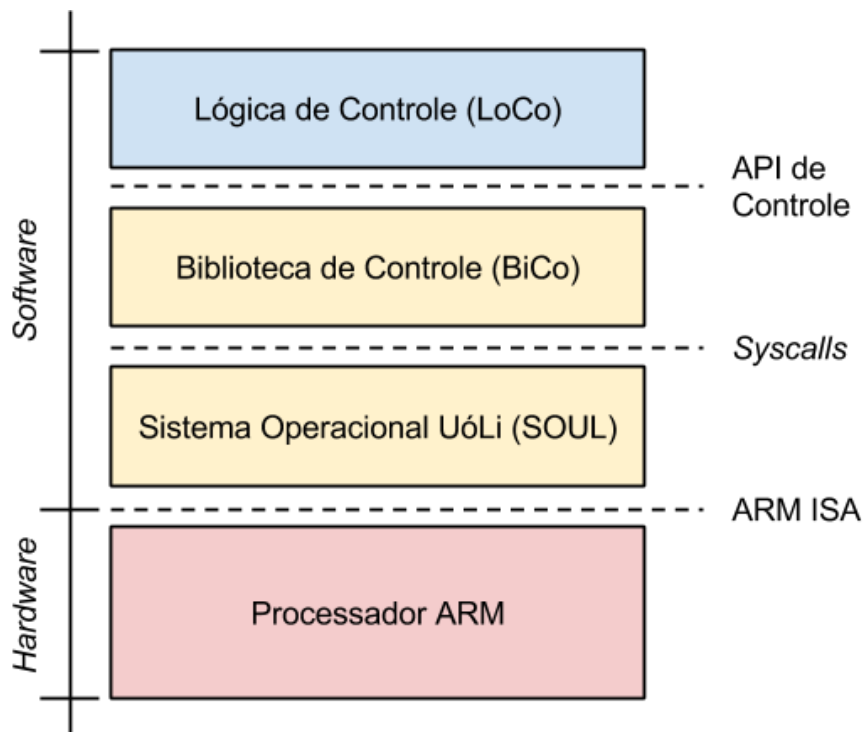 Lógica de Controle (LoCo)
API de
Controle
Biblioteca de Controle (BiCo)
Software
Syscalls
Sistema Operacional UóLi (SOUL)
ARM ISA
Hardware
Processador ARM